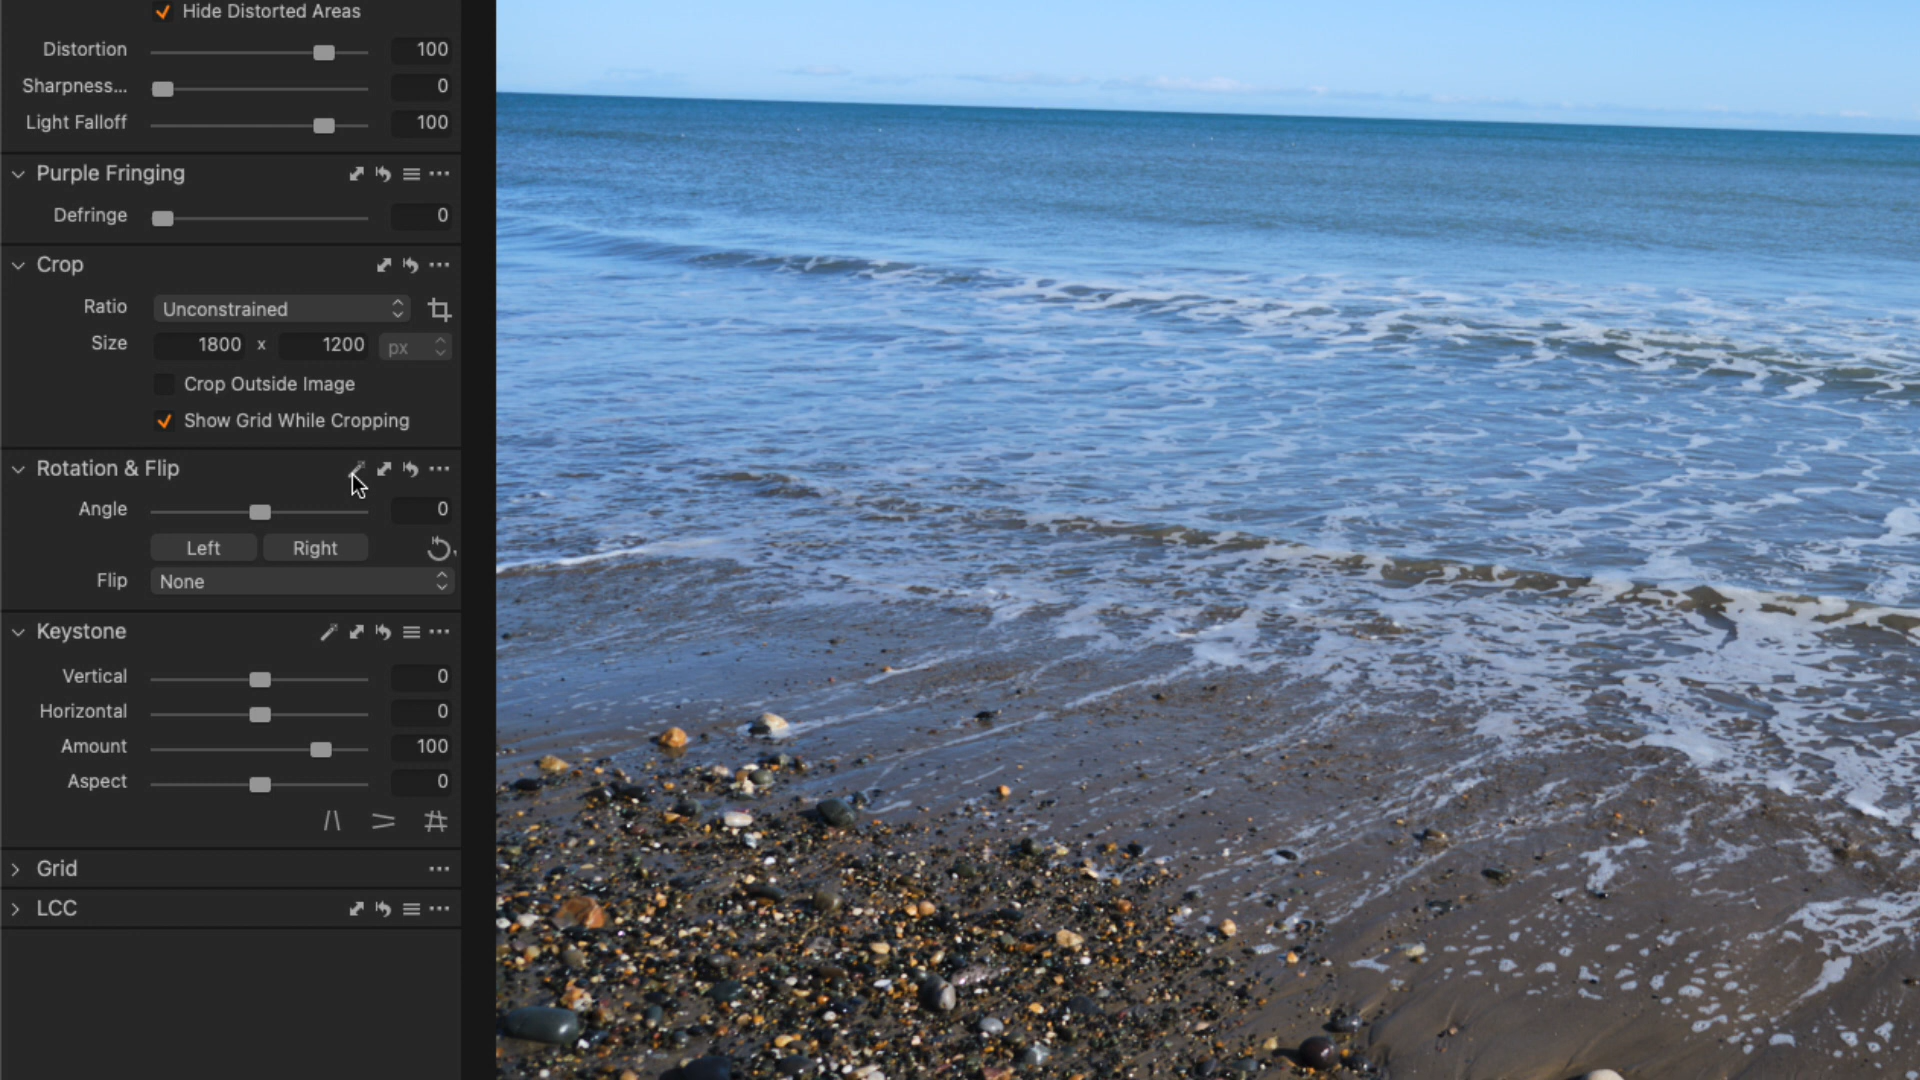 Hide Distorted Areas
Distortion 100
Sharpness... 0
Light Falloff 100
Purple Fringing
Defringe 0
Crop
Ratio Unconstrained
Size 1800 x 1200 px
Crop Outside Image
Show Grid While Cropping
Rotation & Flip
Angle 0
Left Right
Flip None
Keystone
Vertical 0
Horizontal 0
Amount 100
Aspect 0
Grid
LCC